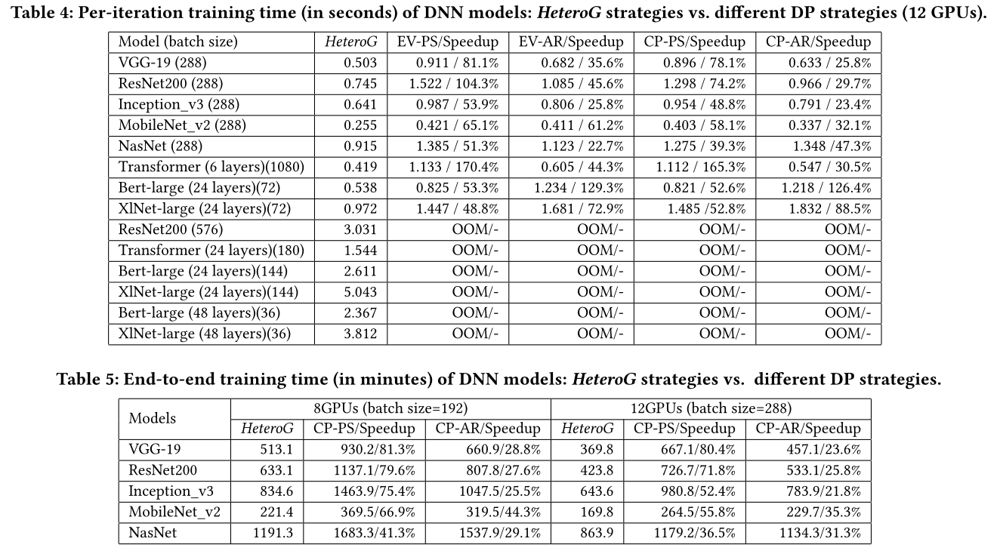 Table 4: Per-iteration training time (in seconds) of DNN models: HeteroG strategies vs. different DP strategies (12 GPUs).
Model (batch size) HeteroG EV-PS/Speedup EV-AR/Speedup CP-PS/Speedup CP-AR/Speedup
VGG-19 (288) 0.503 0.911 / 81.1% 0.682 / 35.6% 0.896 / 78.1% 0.633 / 25.8%
ResNet200 (288) 0.745 1.522 / 104.3% 1.085 / 45.6% 1.298 / 74.2% 0.966 / 29.7%
Inception_v3 (288) 0.641 0.987 / 53.9% 0.806 / 25.8% 0.954 / 48.8% 0.791 / 23.4%
MobileNet_v2 (288) 0.255 0.421 / 65.1% 0.411 / 61.2% 0.403 / 58.1% 0.337 / 32.1%
NasNet (288) 0.915 1.385 / 51.3% 1.123 / 22.7% 1.275 / 39.3% 1.348 /47.3%
Transformer (6 layers)(1080) 0.419 1.133 / 170.4% 0.605 / 44.3% 1.112 / 165.3% 0.547 / 30.5%
Bert-large (24 layers)(72) 0.538 0.825 / 53.3% 1.234 / 129.3% 0.821 / 52.6% 1.218 / 126.4%
XlNet-large (24 layers)(72) 0.972 1.447 / 48.8% 1.681 / 72.9% 1.485 /52.8% 1.832 / 88.5%
ResNet200 (576) 3.031 OOM/- OOM/- OOM/- OOM/-
Transformer (24 layers)(180) 1.544 OOM/- OOM/- OOM/- OOM/-
Bert-large (24 layers)(144) 2.611 OOM/- OOM/- OOM/- OOM/-
XlNet-large (24 layers)(144) 5.043 OOM/- OOM/- OOM/- OOM/-
Bert-large (48 layers)(36) 2.367 OOM/- OOM/- OOM/- OOM/-
XlNet-large (48 layers)(36) 3.812 OOM/- OOM/- OOM/- OOM/-
Table 5: End-to-end training time (in minutes) of DNN models: HeteroG strategies vs. different DP strategies.
Models 8GPUs (batch size=192) 12GPUs (batch size=288)
HeteroG CP-PS/Speedup CP-AR/Speedup HeteroG CP-PS/Speedup CP-AR/Speedup
VGG-19 513.1 930.2/81.3% 660.9/28.8% 369.8 667.1/80.4% 457.1/23.6%
ResNet200 633.1 1137.1/79.6% 807.8/27.6% 423.8 726.7/71.8% 533.1/25.8%
Inception_v3 834.6 1463.9/75.4% 1047.5/25.5% 643.6 980.8/52.4% 783.9/21.8%
MobileNet_v2 221.4 369.5/66.9% 319.5/44.3% 169.8 264.5/55.8% 229.7/35.3%
NasNet 1191.3 1683.3/41.3% 1537.9/29.1% 863.9 1179.2/36.5% 1134.3/31.3%